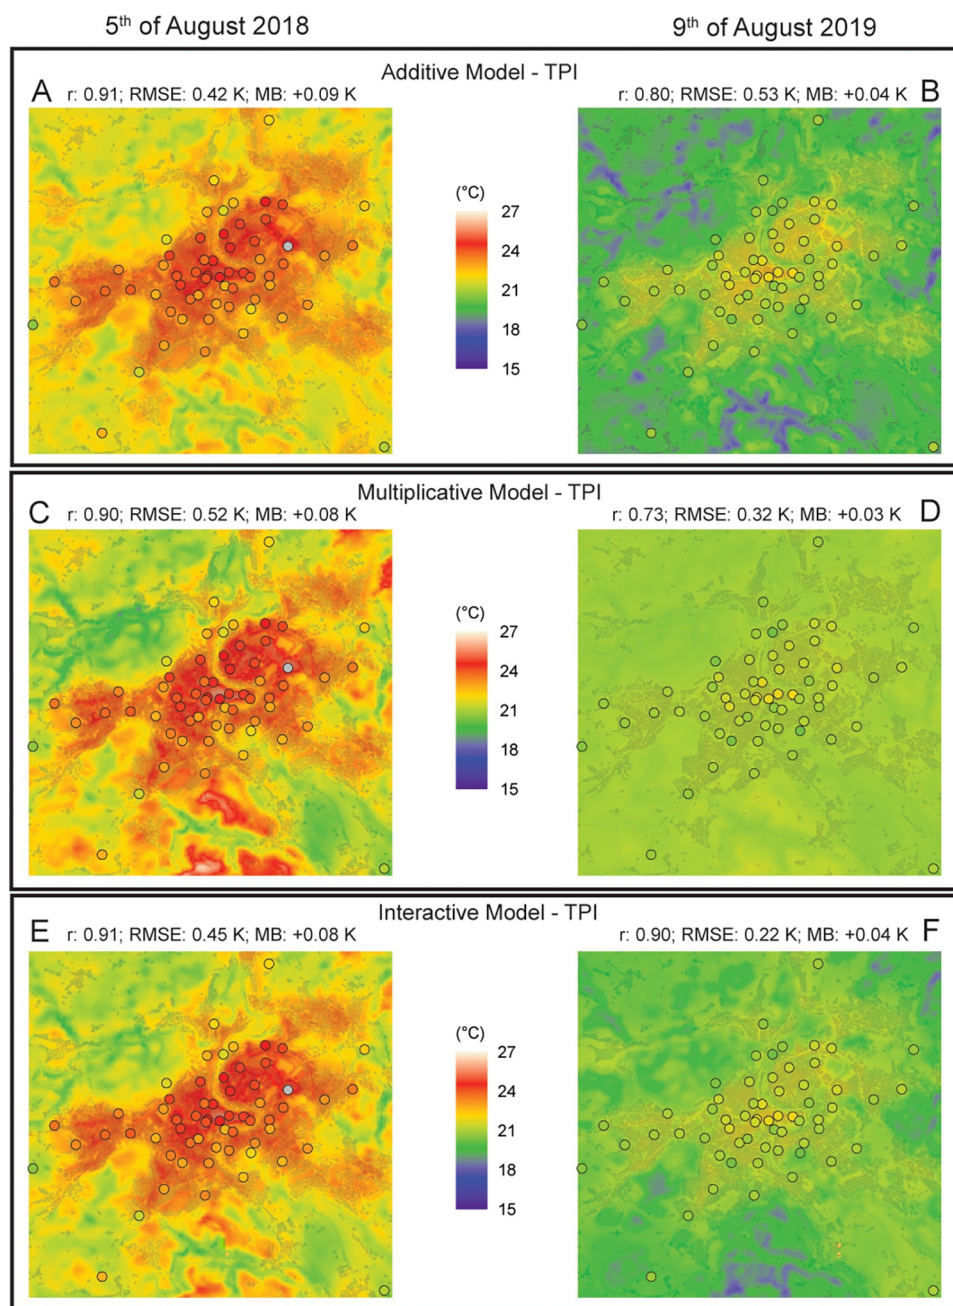 5th of August 2018
9th of August 2019
Additive Model - TPI
A
r: 0.91; RMSE: 0.42 K; MB: +0.09 K
r: 0.80; RMSE: 0.53 K; MB: +0.04 K
B
(°C)
27
24
21
18
15
Multiplicative Model - TPI
C
r: 0.90; RMSE: 0.52 K; MB: +0.08 K
r: 0.73; RMSE: 0.32 K; MB: +0.03 K
D
(°C)
27
24
21
18
15
Interactive Model - TPI
E
r: 0.91; RMSE: 0.45 K; MB: +0.08 K
r: 0.90; RMSE: 0.22 K; MB: +0.04 K
F
(°C)
27
24
21
18
15